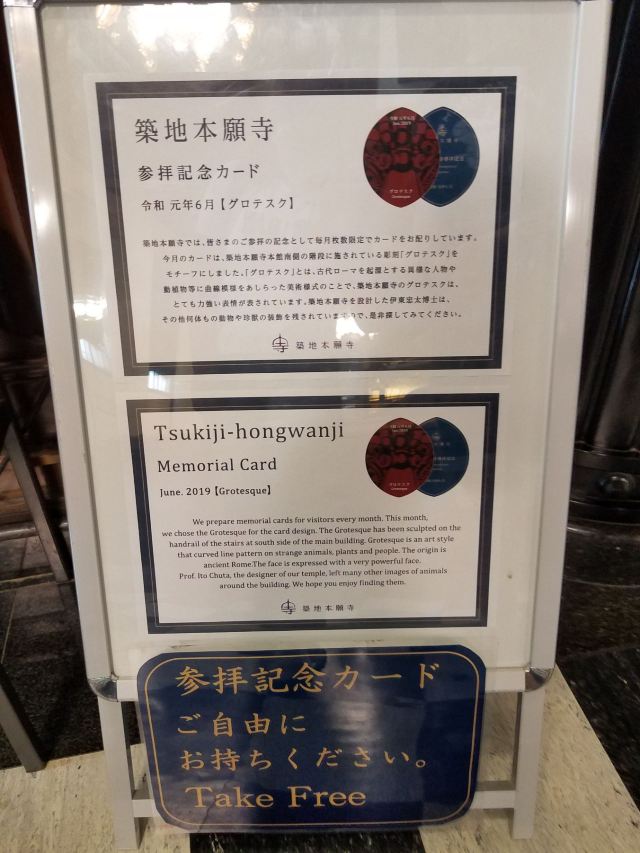 築地本願寺
参拝記念カード
令和 元年6月【グロテスク】
グロテスク
Grotesque
築地本願寺では、皆さまのご参拝の記念として毎月枚数限定でカードをお配りしています。
今月のカードは、築地本願寺本館南側の階段に施されている彫刻「グロテスク」を
モチーフにしました。「グロテスク」とは、古代ローマを起源とする異様な人物や
動植物等に曲線模様をあしらった美術様式のことで、築地本願寺のグロテスクは、
とても力強い表情が表されています。築地本願寺を設計した伊東忠太博士は、
その他何体もの動物や珍獣の装飾を残されていますので、是非探してみてください。
築地本願寺
Tsukiji-hongwanji
Memorial Card
June. 2019【Grotesque】
グロテスク
Grotesque
We prepare memorial cards for visitors every month. This month,
we chose the Grotesque for the card design. The Grotesque has been sculpted on the
handrail of the stairs at south side of the main building. Grotesque is an art style
that curved line pattern on strange animals, plants and people. The origin is
ancient Rome.The face is expressed with a very powerful face.
Prof. Ito Chuta, the designer of our temple, left many other images of animals
around the building. We hope you enjoy finding them.
築地本願寺
参拝記念カード
ご自由に
お持ちください。
Take Free